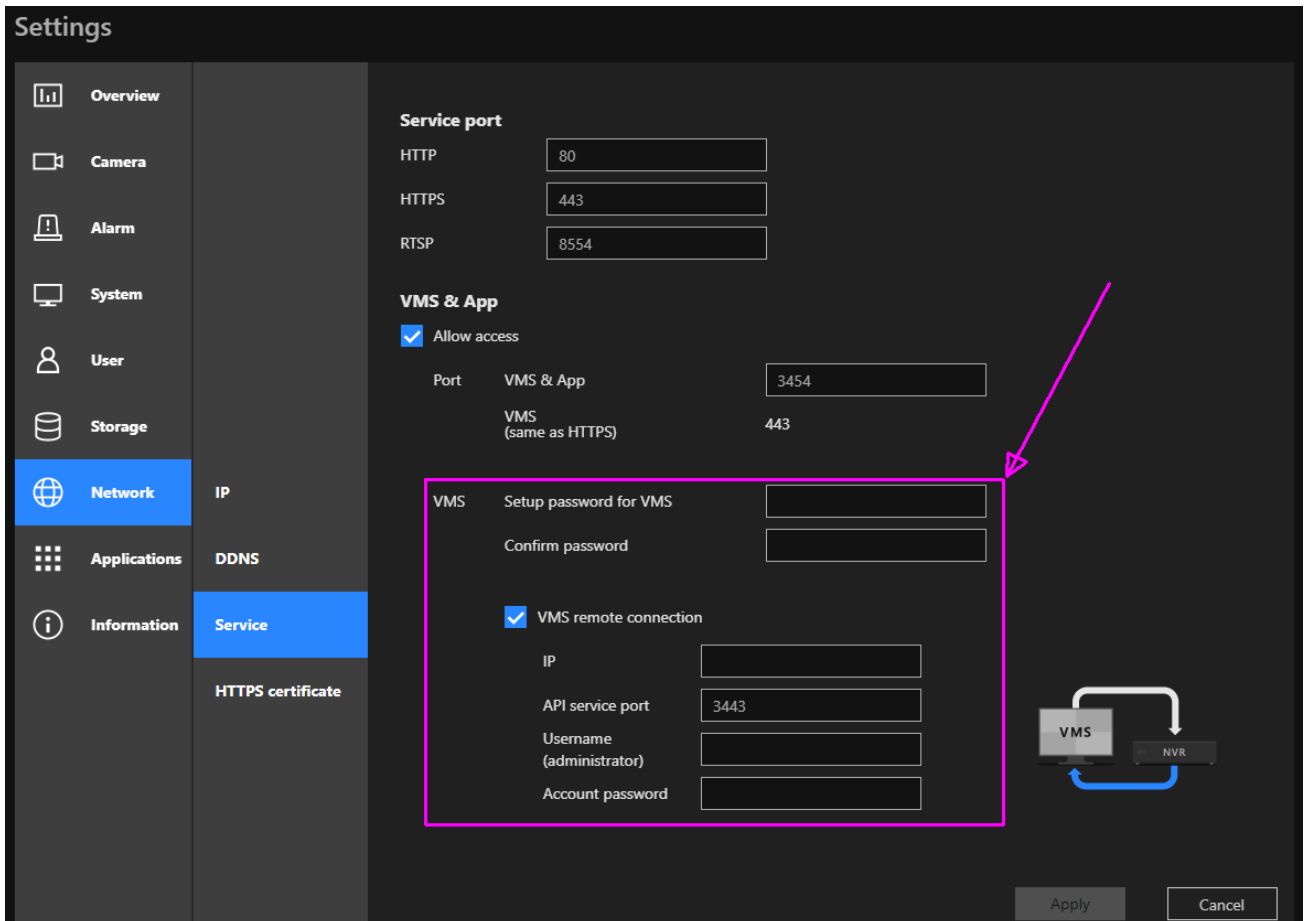 Settings
Overview
Camera
Alarm
System
User
Storage
Network
Applications
Information
IP
DDNS
Service
HTTPS certificate
Service port
HTTP 80
HTTPS 443
RTSP 8554
VMS & App
Allow access
Port VMS & App 3454
VMS
(same as HTTPS) 443
VMS Setup password for VMS
Confirm password
VMS remote connection
IP
API service port 3443
Username
(administrator)
Account password
VMS
NVR
Apply Cancel